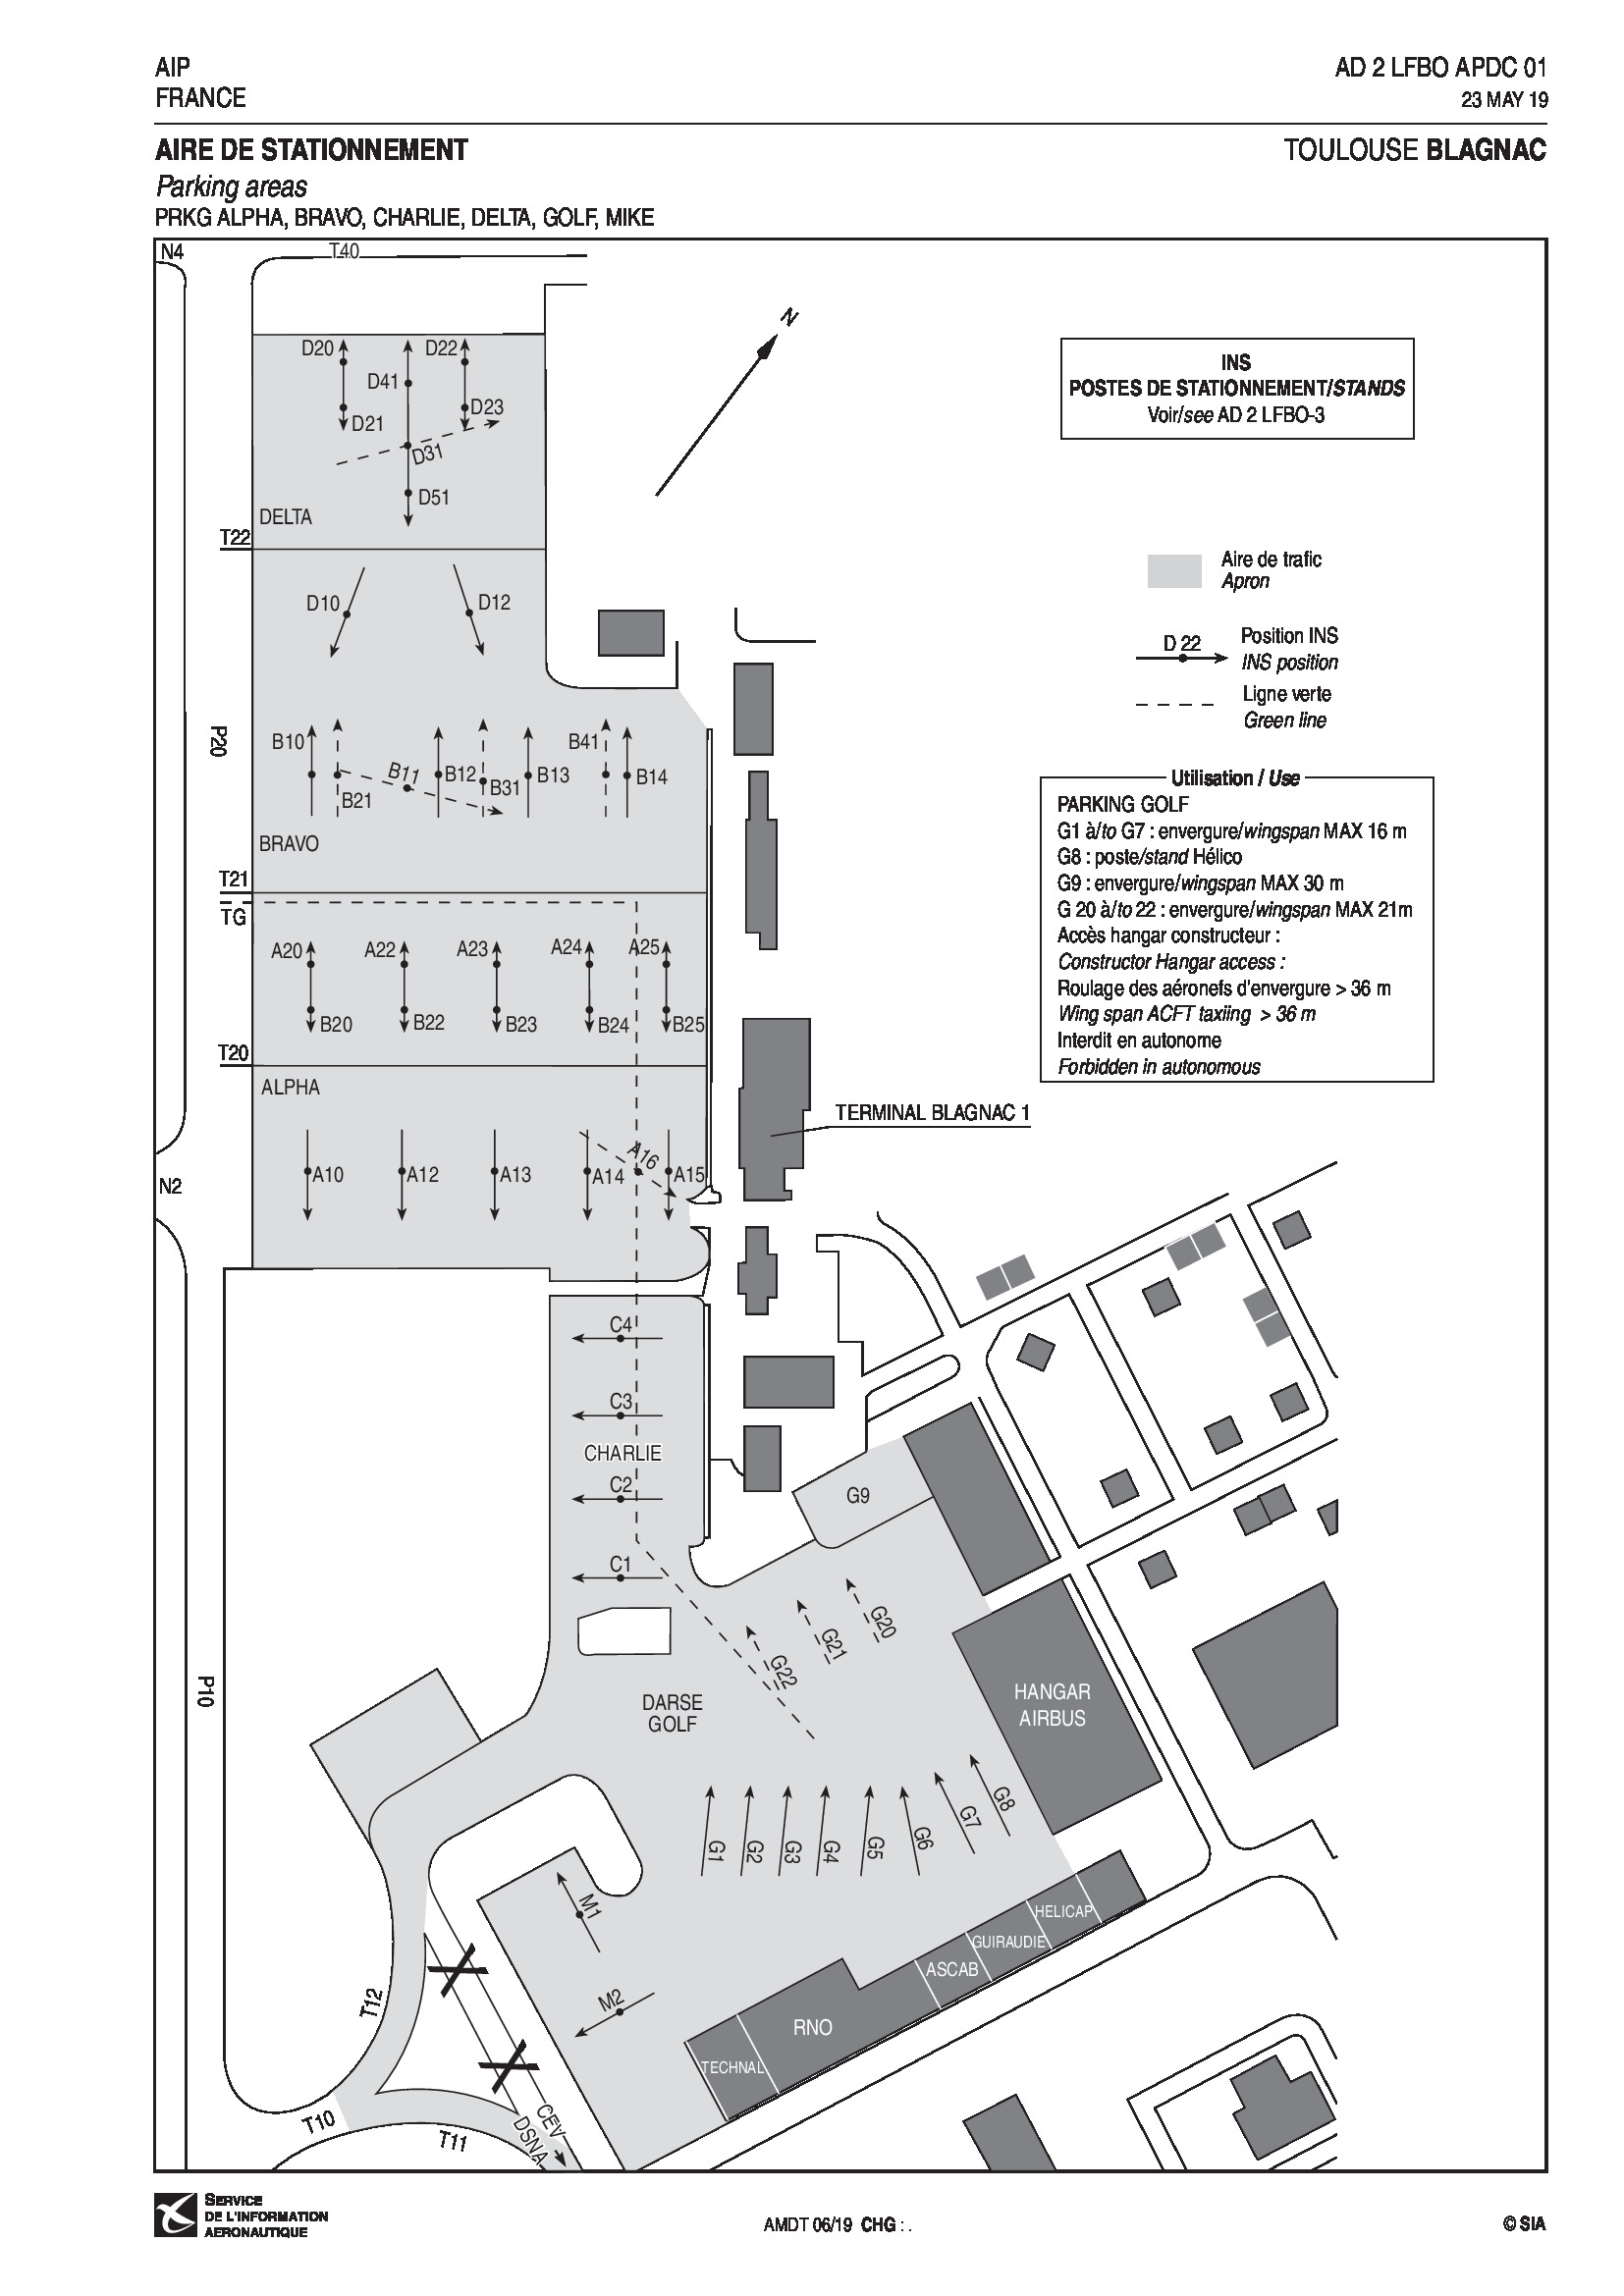 AIP
FRANCE
AD 2 LFBO APDC 01
23 MAY 19
AIRE DE STATIONNEMENT
Parking areas
PRKG ALPHA, BRAVO, CHARLIE, DELTA, GOLF, MIKE
TOULOUSE BLAGNAC
N4
T40
N
INS
POSTES DE STATIONNEMENT/STANDS
Voir/see AD 2 LFBO-3
D20
D22
D41
D21
D23
D31
D51
DELTA
T22
Aire de trafic
Apron
D10
D12
D 22
Position INS
INS position
Ligne verte
Green line
P20
B10
B41
B11
B12
B31
B13
B14
B21
BRAVO
Utilisation / Use
PARKING GOLF
G1 à/to G7 : envergure/wingspan MAX 16 m
G8 : poste/stand Hélico
G9 : envergure/wingspan MAX 30 m
G 20 à/to 22 : envergure/wingspan MAX 21m
Accès hangar constructeur :
Constructor Hangar access :
Roulage des aéronefs d'envergure > 36 m
Wing span ACFT taxiing > 36 m
Interdit en autonome
Forbidden in autonomous
T21
TG
A20
A22
A23
A24
A25
B20
B22
B23
B24
B25
T20
ALPHA
TERMINAL BLAGNAC 1
A10
A12
A13
A14
A16
A15
N2
C4
C3
CHARLIE
C2
G9
C1
G20
G21
G22
P10
DARSE
GOLF
HANGAR
AIRBUS
G1
G2
G3
G4
G5
G6
G7
G8
M1
HELICAP
GUIRAUDIE
ASCAB
M2
RNO
TECHNAL
T12
T10
T11
CEV
DSNA
SERVICE
DE L'INFORMATION
AERONAUTIQUE
AMDT 06/19 CHG : .
© SIA